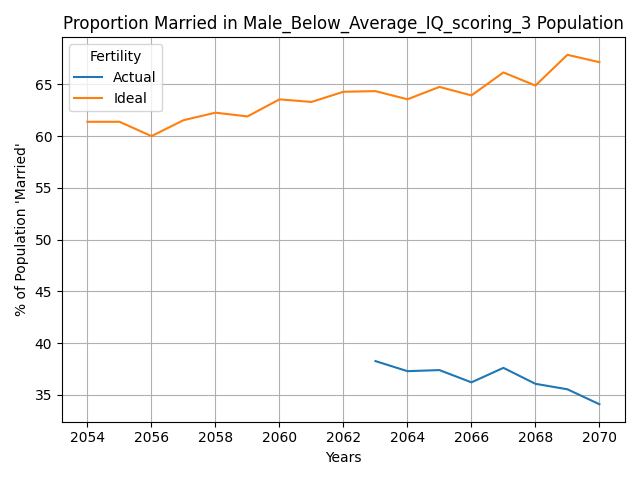 Proportion Married in Male_Below_Average_IQ_scoring_3 Population
Fertility
Actual
Ideal
% of Population 'Married'
65
60
55
50
45
40
35
2054 2056 2058 2060 2062 2064 2066 2068 2070
Years